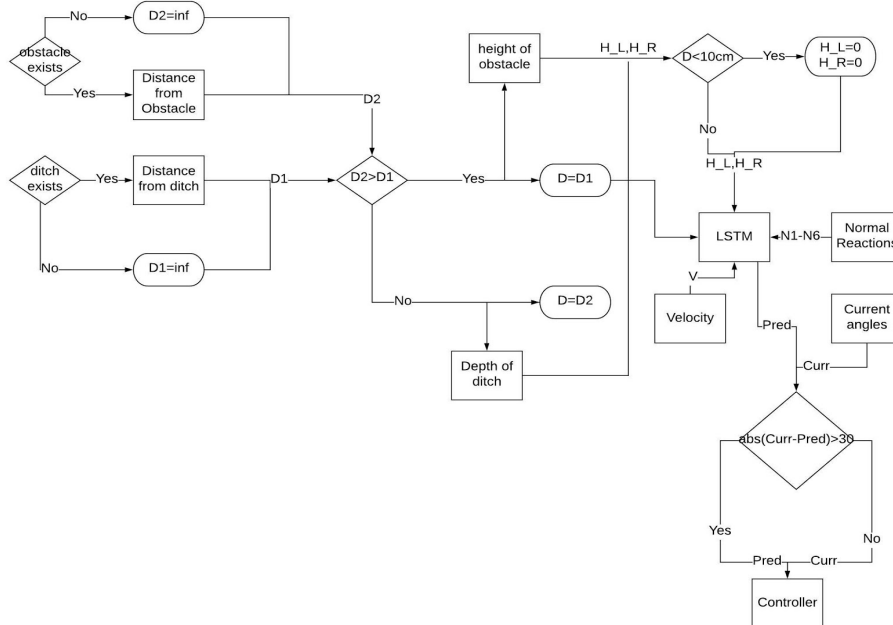 No
D2=inf
obstacle
exists
Yes
Distance
from
Obstacle
D2
height of
obstacle
H_L,H_R
D<10cm
Yes
H_L=0
H_R=0
No
H_L,H_R
ditch
exists
Yes
Distance
from ditch
D1
D2>D1
Yes
D=D1
No
D1=inf
LSTM
N1-N6
Normal
Reactions
V
Velocity
No
D=D2
Depth of
ditch
Pred
Current
angles
Curr
abs(Curr-Pred)>30
Yes
No
Pred
Curr
Controller